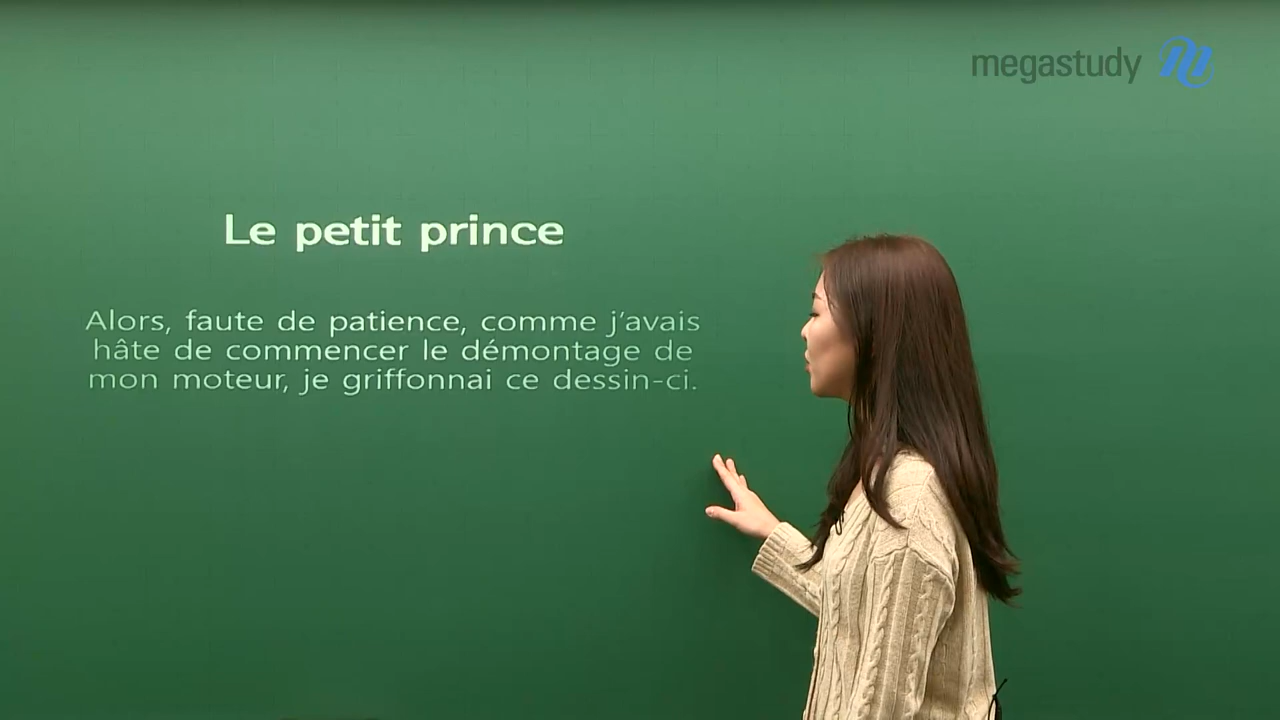 megastudy
Le petit prince
Alors, faute de patience, comme j’avais
hâte de commencer le démontage de
mon moteur, je griffonnai ce dessin-ci.